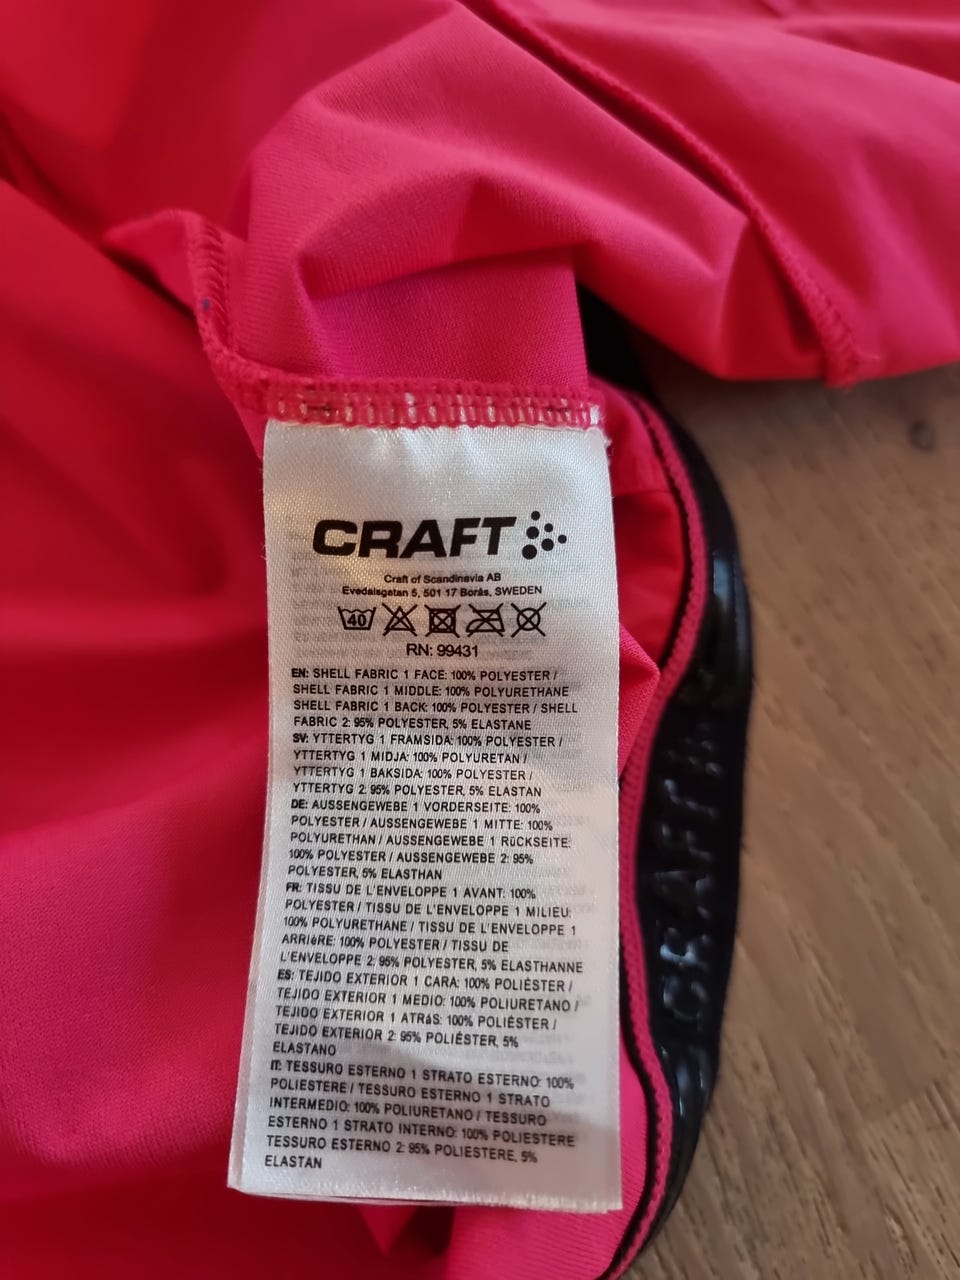 CRAFT
Craft of Scandinavia AB
Evedalsgatan 5, 501 17 Borås, SWEDEN
40
RN: 99431
EN: SHELL FABRIC 1 FACE: 100% POLYESTER /
SHELL FABRIC 1 MIDDLE: 100% POLYURETHANE
SHELL FABRIC 1 BACK: 100% POLYESTER / SHELL
FABRIC 2: 95% POLYESTER, 5% ELASTANE
SV: YTTERTYG 1 FRAMSIDA: 100% POLYESTER /
YTTERTYG 1 MIDJA: 100% POLYURETAN /
YTTERTYG 1 BAKSIDA: 100% POLYESTER /
YTTERTYG 2: 95% POLYESTER, 5% ELASTAN
DE: AUSSENGEWEBE 1 VORDERSEITE: 100%
POLYESTER / AUSSENGEWEBE 1 MITTE: 100%
POLYURETHAN / AUSSENGEWEBE 1 RüCKSEITE:
100% POLYESTER / AUSSENGEWEBE 2: 95%
POLYESTER, 5% ELASTHAN
FR: TISSU DE L'ENVELOPPE 1 AVANT: 100%
POLYESTER / TISSU DE L'ENVELOPPE 1 MILIEU:
100% POLYURETHANE / TISSU DE L'ENVELOPPE 1
ARRIèRE: 100% POLYESTER / TISSU DE
L'ENVELOPPE 2: 95% POLYESTER, 5% ELASTHANNE
ES: TEJIDO EXTERIOR 1 CARA: 100% POLIÉSTER /
TEJIDO EXTERIOR 1 MEDIO: 100% POLIURETANO /
TEJIDO EXTERIOR 1 ATRáS: 100% POLIÉSTER /
TEJIDO EXTERIOR 2: 95% POLIÉSTER, 5%
ELASTANO
IT: TESSURO ESTERNO 1 STRATO ESTERNO: 100%
POLIESTERE / TESSURO ESTERNO 1 STRATO
INTERMEDIO: 100% POLIURETANO / TESSURO
ESTERNO 1 STRATO INTERNO: 100% POLIESTERE
TESSURO ESTERNO 2: 95% POLIESTERE, 5%
ELASTAN
CRAFT